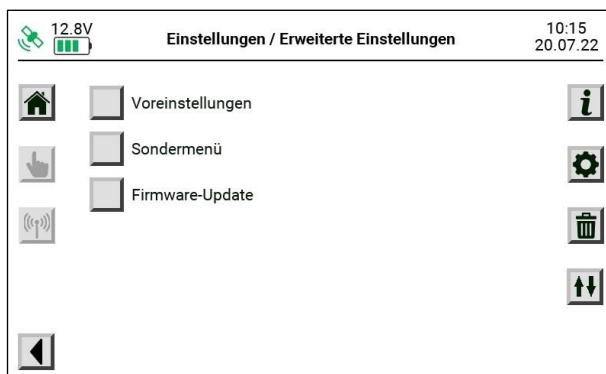 12.8V
Einstellungen / Erweiterte Einstellungen
10:15
20.07.22
Voreinstellungen
Sondermenü
Firmware-Update